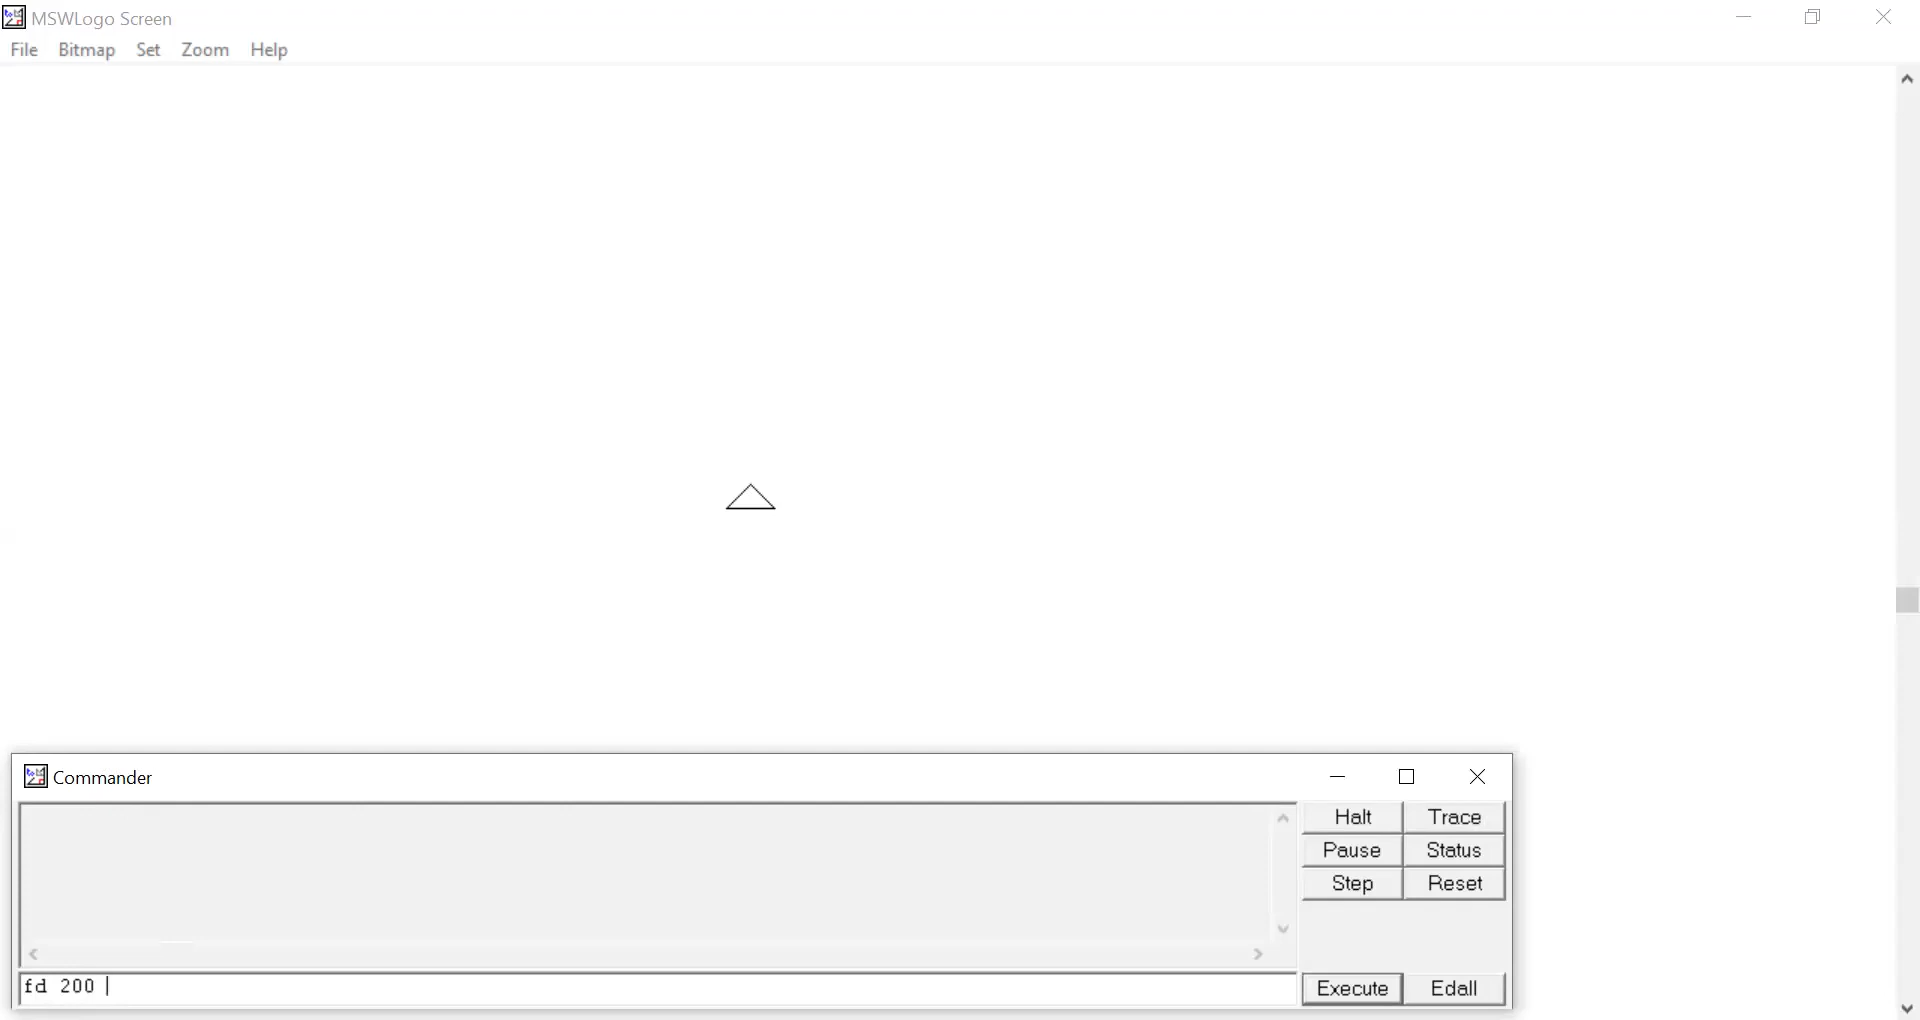 MSWLogo Screen
File Bitmap Set Zoom Help
Commander
Halt Trace
Pause Status
Step Reset
fd 200
Execute Edall